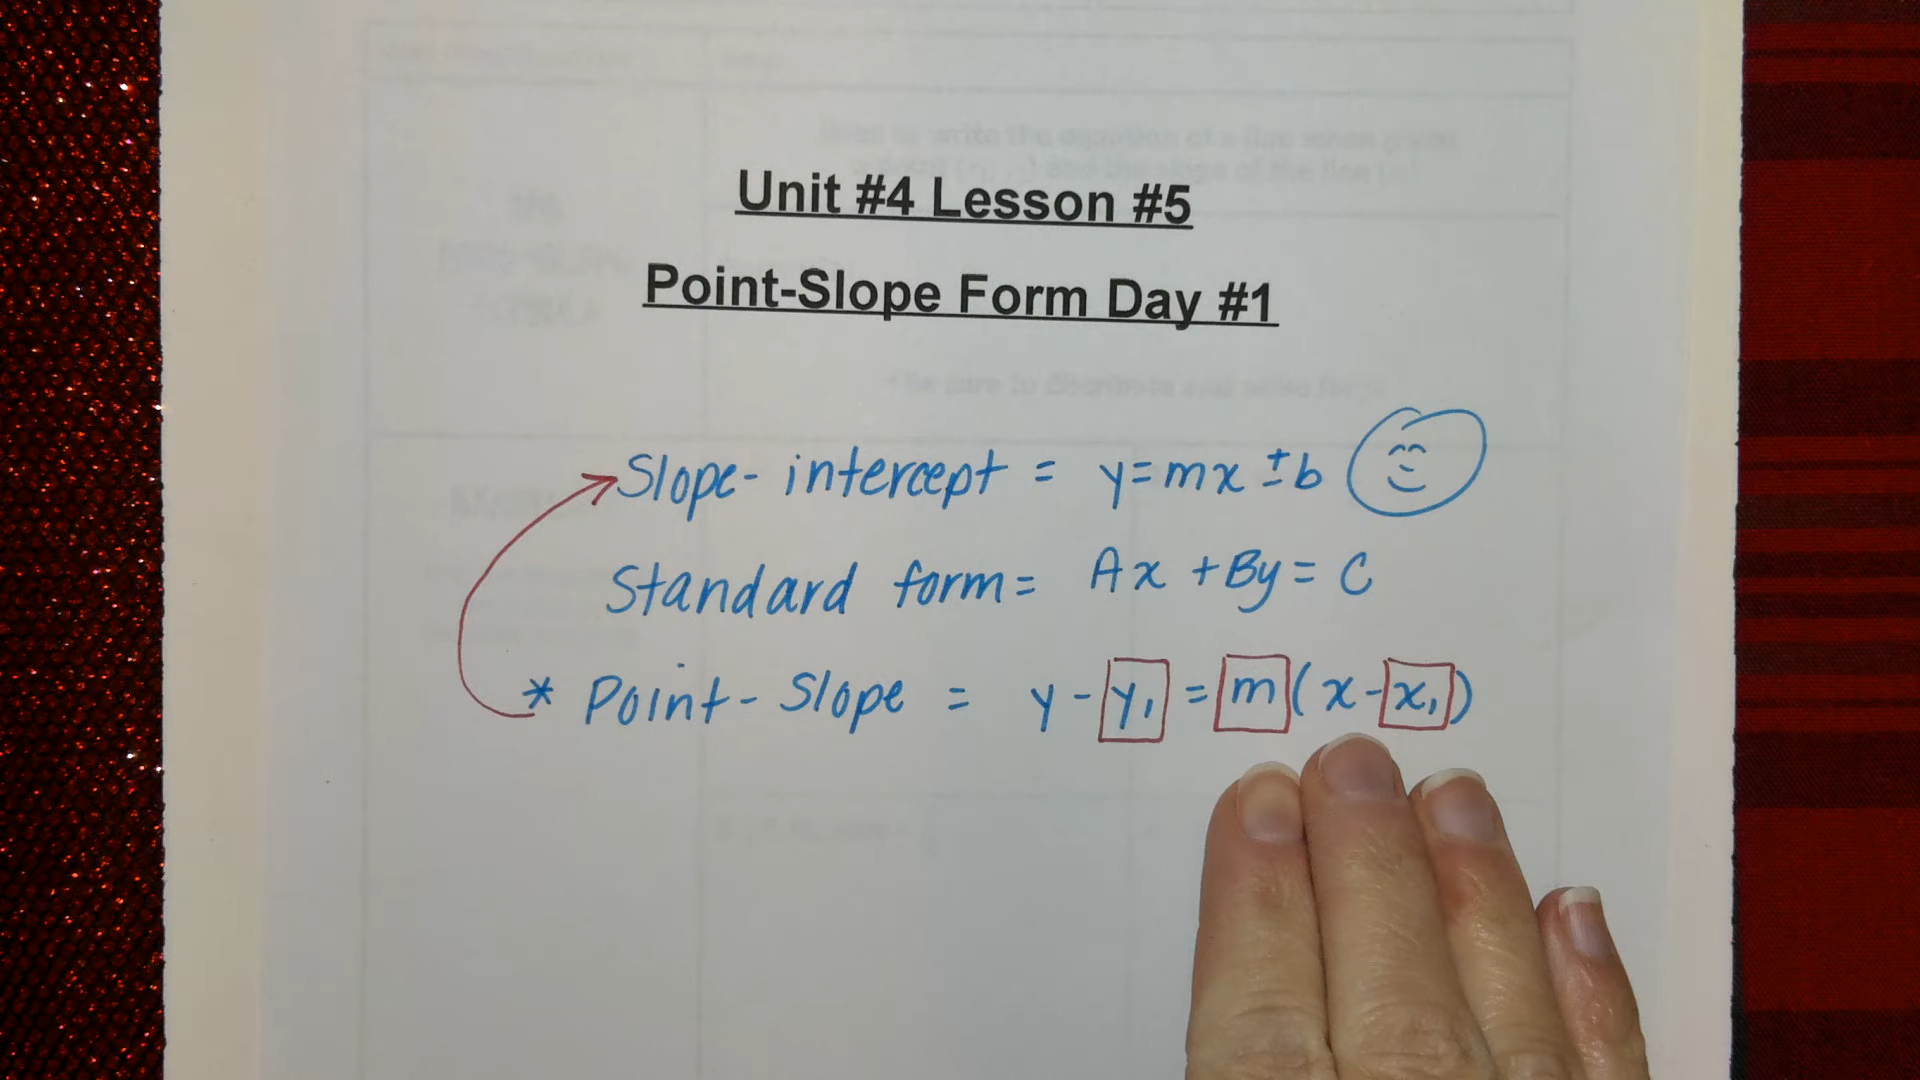 Unit #4 Lesson #5
Point-Slope Form Day #1
Slope-intercept = y=mx ± b
Standard form = Ax + By = C
* Point-Slope = y - y₁ = m(x - x₁)